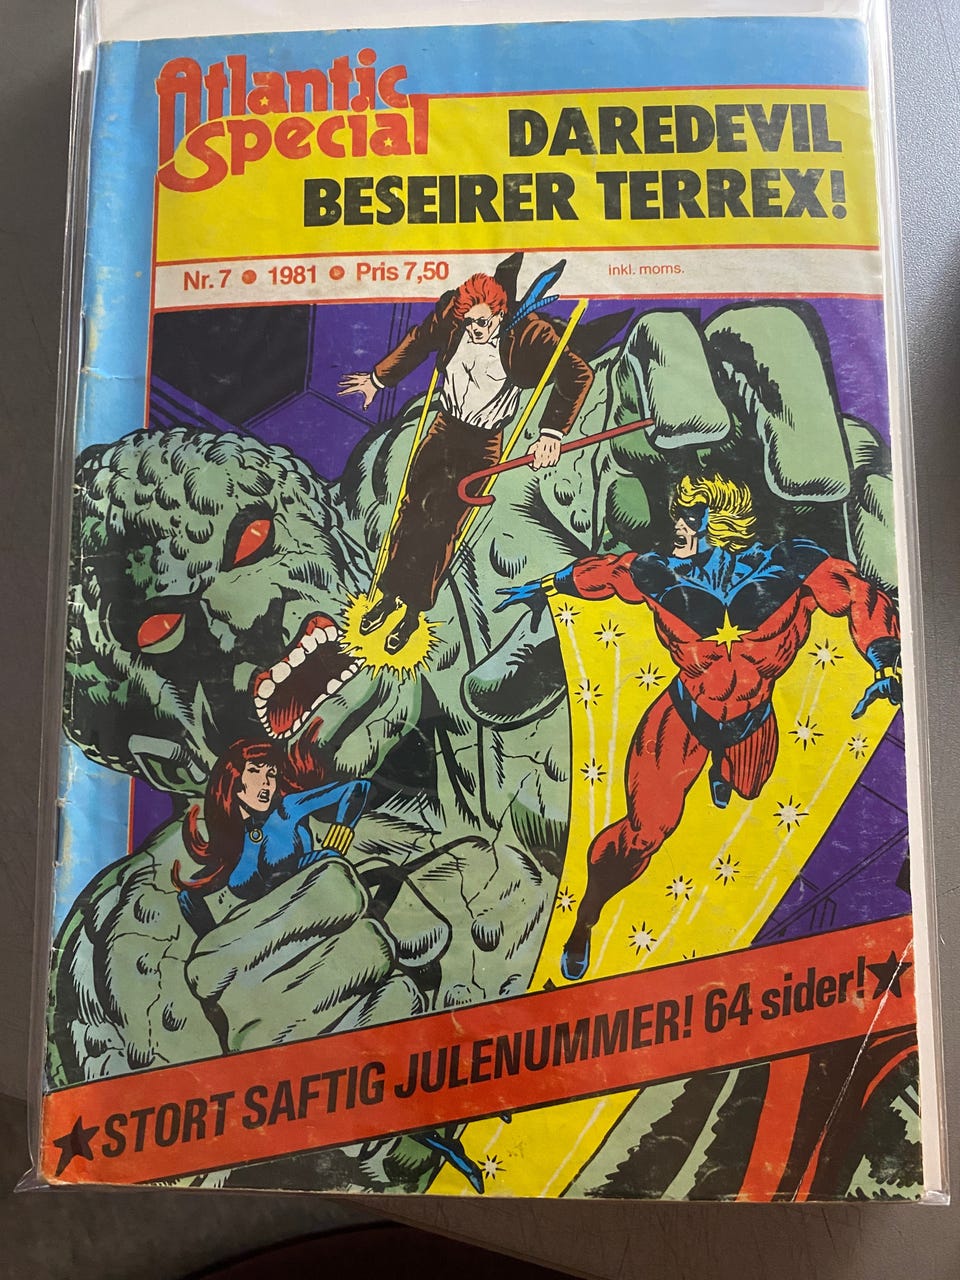 Atlantic
Special
DAREDEVIL
BESEIRER TERREX!
Nr. 7 • 1981 • Pris 7,50 inkl. moms.
★STORT SAFTIG JULENUMMER! 64 sider!★